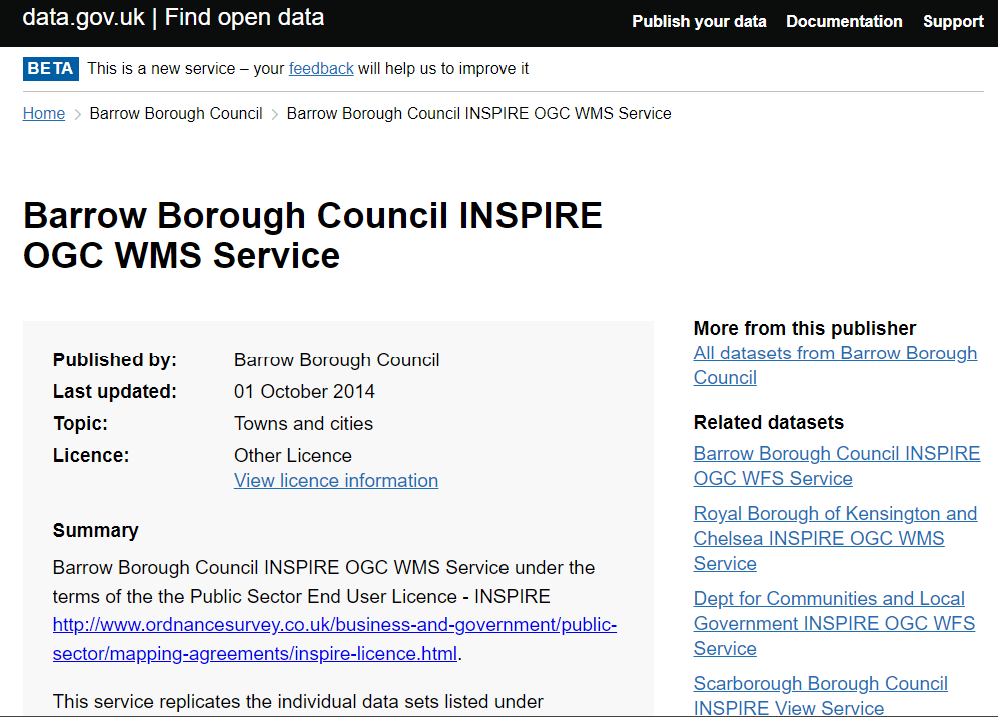 data.gov.uk | Find open data
Publish your data Documentation Support
BETA This is a new service – your feedback will help us to improve it
Home > Barrow Borough Council > Barrow Borough Council INSPIRE OGC WMS Service
Barrow Borough Council INSPIRE
OGC WMS Service
Published by: Barrow Borough Council
Last updated: 01 October 2014
Topic: Towns and cities
Licence: Other Licence
View licence information
Summary
Barrow Borough Council INSPIRE OGC WMS Service under the
terms of the the Public Sector End User Licence - INSPIRE
http://www.ordnancesurvey.co.uk/business-and-government/public-
sector/mapping-agreements/inspire-licence.html.
This service replicates the individual data sets listed under
More from this publisher
All datasets from Barrow Borough
Council
Related datasets
Barrow Borough Council INSPIRE
OGC WFS Service
Royal Borough of Kensington and
Chelsea INSPIRE OGC WMS
Service
Dept for Communities and Local
Government INSPIRE OGC WFS
Service
Scarborough Borough Council
INSPIRE View Service